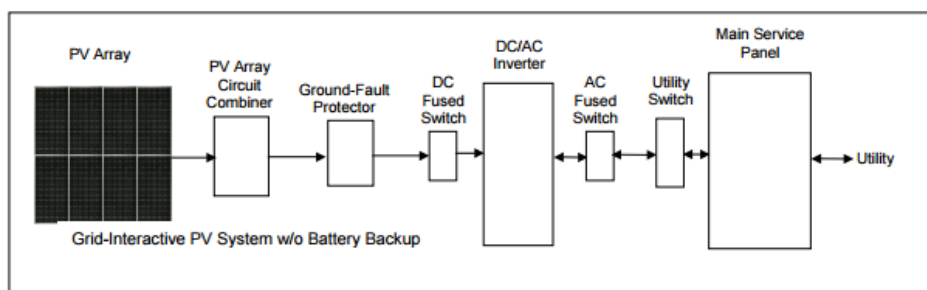 PV Array
PV Array
Circuit
Combiner
Ground-Fault
Protector
DC
Fused
Switch
DC/AC
Inverter
AC
Fused
Switch
Utility
Switch
Main Service
Panel
Utility
Grid-Interactive PV System w/o Battery Backup